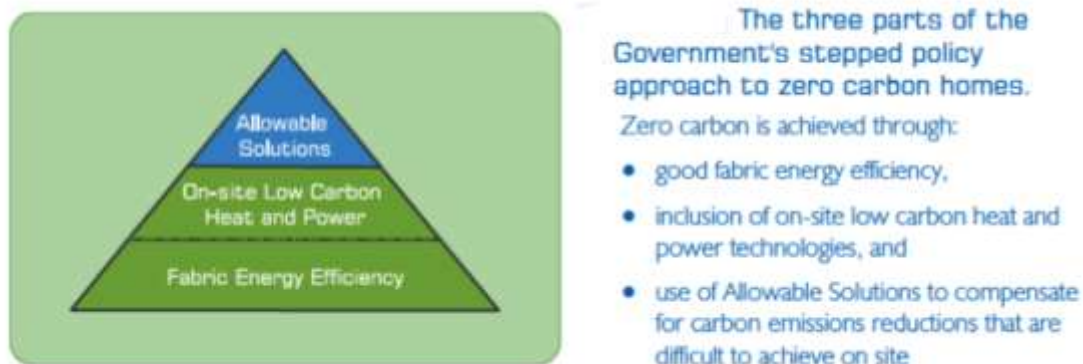 Allowable
Solutions
On-site Low Carbon
Heat and Power
Fabric Energy Efficiency
The three parts of the
Government's stepped policy
approach to zero carbon homes.
Zero carbon is achieved through:
• good fabric energy efficiency,
• inclusion of on-site low carbon heat and
power technologies, and
• use of Allowable Solutions to compensate
for carbon emissions reductions that are
difficult to achieve on site